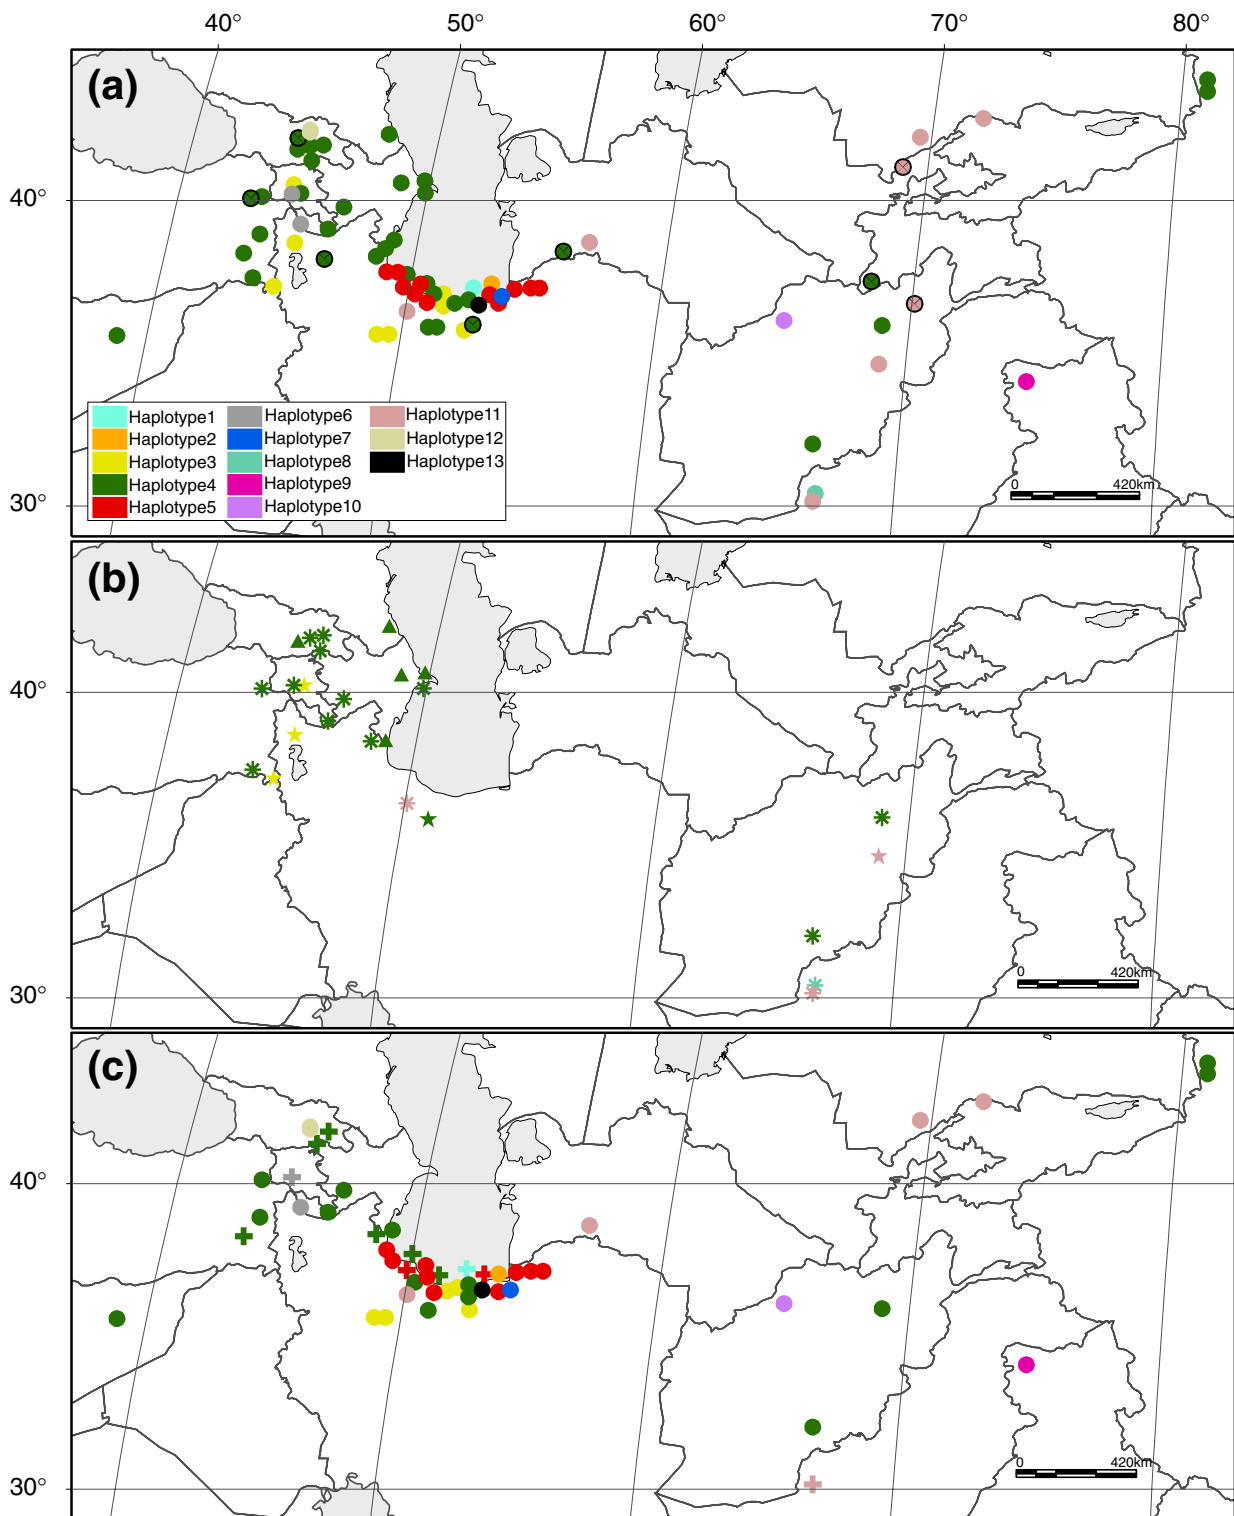 40° 50° 60° 70° 80°
(a)
40°
Haplotype1 Haplotype6 Haplotype11
Haplotype2 Haplotype7 Haplotype12
Haplotype3 Haplotype8 Haplotype13
Haplotype4 Haplotype9
Haplotype5 Haplotype10
0 420km
30°
(b)
40°
0 420km
30°
(c)
40°
0 420km
30°